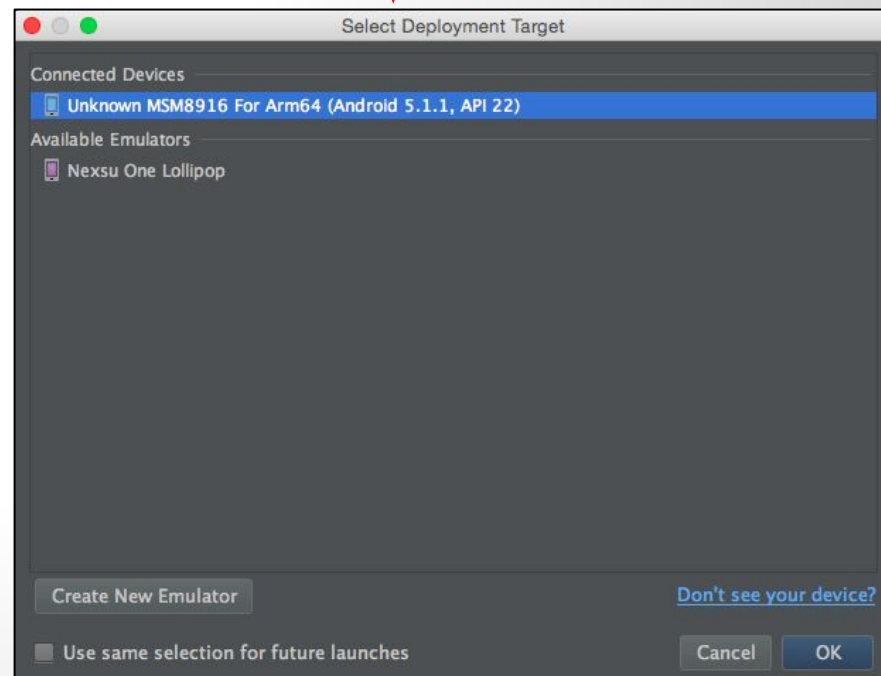 Select Deployment Target
Connected Devices
Unknown MSM8916 For Arm64 (Android 5.1.1, API 22)
Available Emulators
Nexsu One Lollipop
Create New Emulator
Don't see your device?
Use same selection for future launches
Cancel
OK